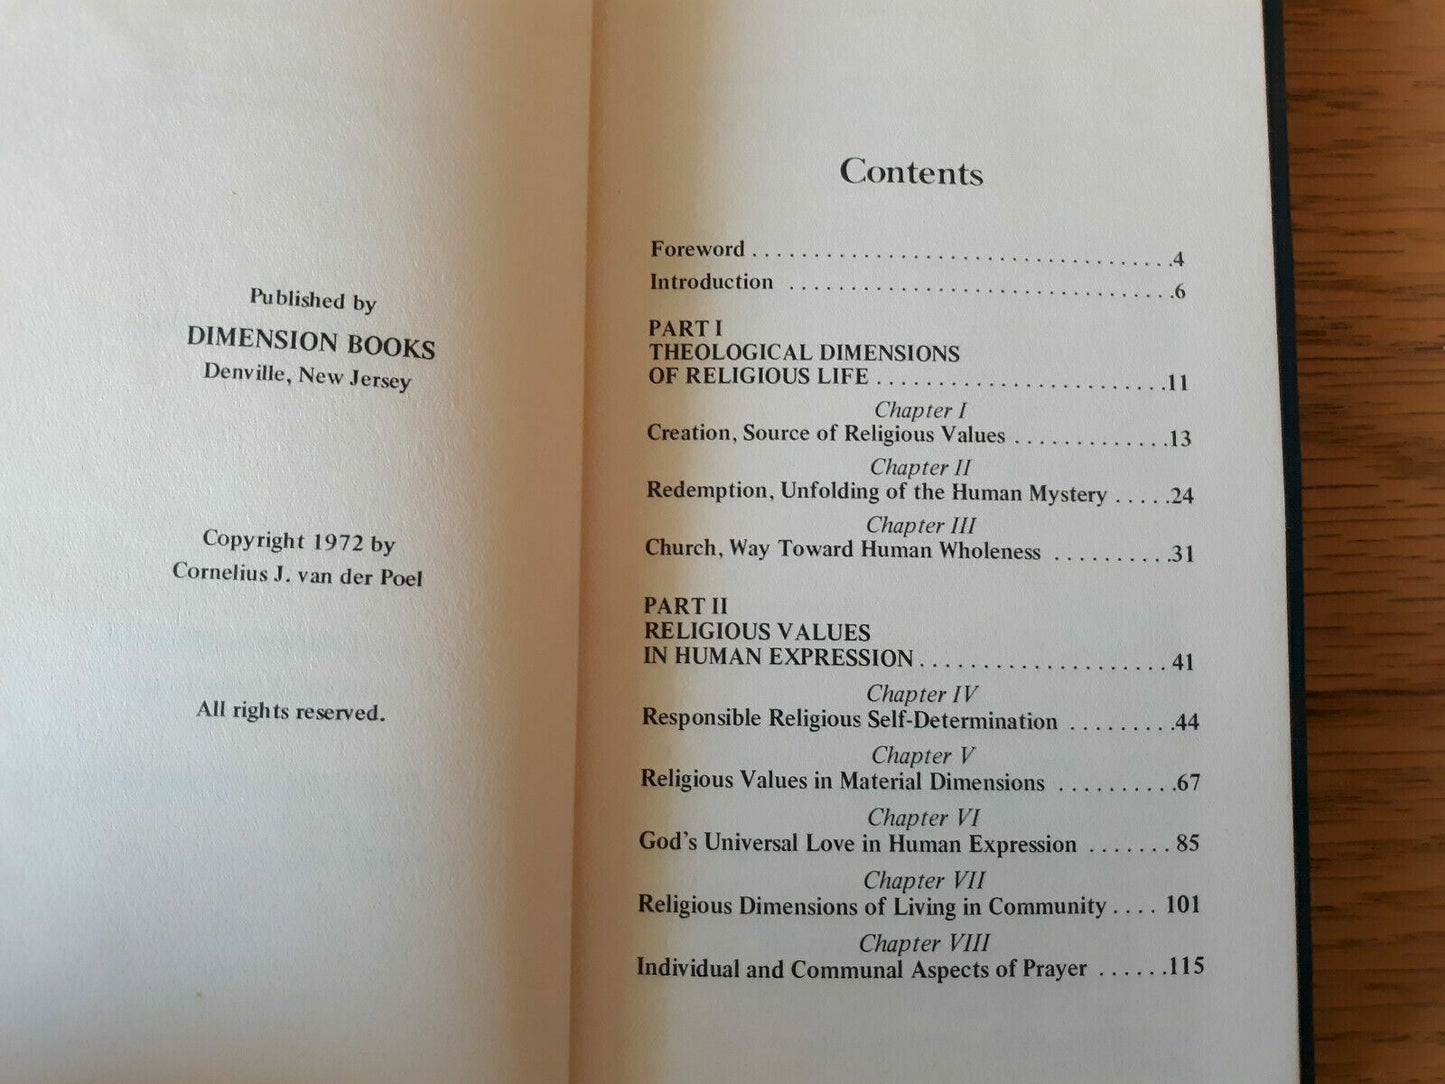 Published by
DIMENSION BOOKS
Denville, New Jersey
Copyright 1972 by
Cornelius J. van der Poel
All rights reserved.
Contents
Foreword . . . . . . . . . . . . . . . . . . . . . . . . . . . . . . . . . . .4
Introduction . . . . . . . . . . . . . . . . . . . . . . . . . . . . . . . .6
PART I
THEOLOGICAL DIMENSIONS
OF RELIGIOUS LIFE . . . . . . . . . . . . . . . . . . . . . . . .11
Chapter I
Creation, Source of Religious Values . . . . . . . . . . . . .13
Chapter II
Redemption, Unfolding of the Human Mystery . . . . .24
Chapter III
Church, Way Toward Human Wholeness . . . . . . . . . .31
PART II
RELIGIOUS VALUES
IN HUMAN EXPRESSION . . . . . . . . . . . . . . . . . . . . 41
Chapter IV
Responsible Religious Self-Determination . . . . . . . . .44
Chapter V
Religious Values in Material Dimensions . . . . . . . . . .67
Chapter VI
God's Universal Love in Human Expression . . . . . . . 85
Chapter VII
Religious Dimensions of Living in Community . . . . 101
Chapter VIII
Individual and Communal Aspects of Prayer . . . . . .115